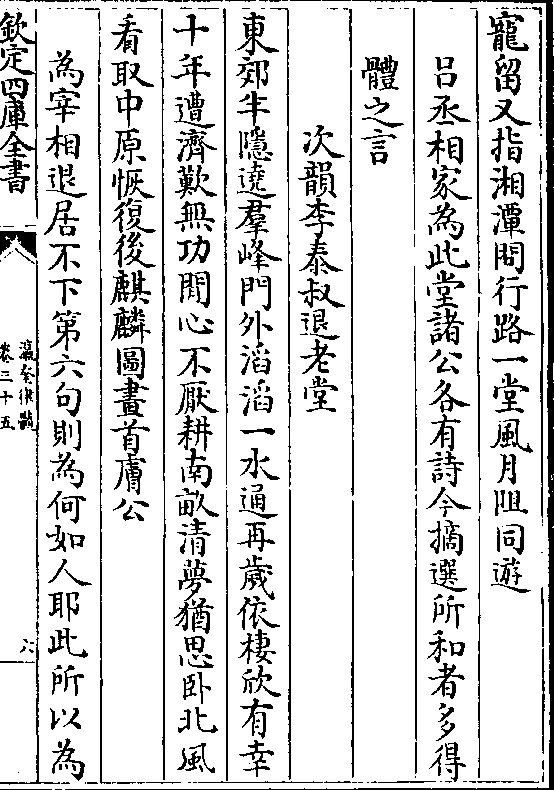 寵留又指湘潭問行路一堂風月阻同遊
吕丞相家為此堂諸公各有詩今摘選所和者多得
體之言
次韻李泰叔退老堂
東郊半隠遶羣峰門外滔滔一水通再歲依棲欣有幸
十年遭濟歎無功閒心不厭耕南畝清夢猶思卧北風
看取中原恢復後麒麟圖畫首膚公
為宰相退居不下第六句則為何如人耶此所以為
欽定四庫全書
瀛奎律髓
卷三十五
六